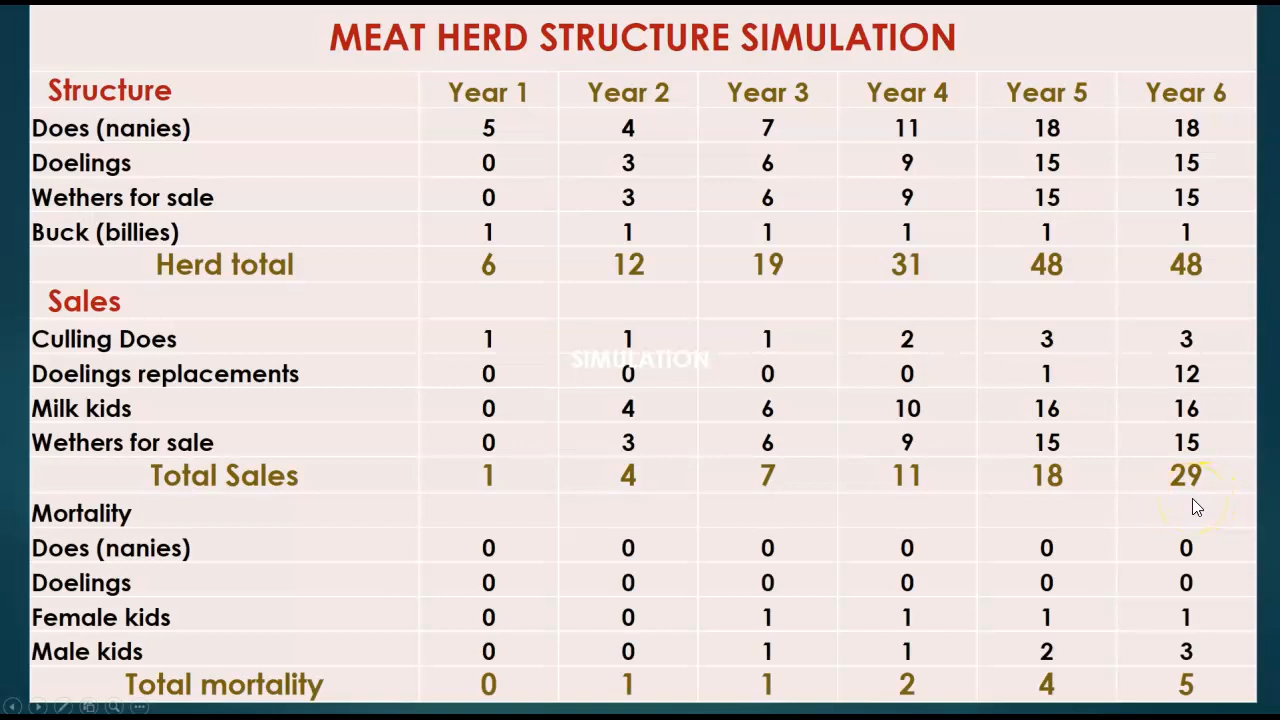 MEAT HERD STRUCTURE SIMULATION
Structure Year 1 Year 2 Year 3 Year 4 Year 5 Year 6
Does (nanies) 5 4 7 11 18 18
Doelings 0 3 6 9 15 15
Wethers for sale 0 3 6 9 15 15
Buck (billies) 1 1 1 1 1 1
Herd total 6 12 19 31 48 48
Sales
Culling Does 1 1 1 2 3 3
SIMULATION
Doelings replacements 0 0 0 0 1 12
Milk kids 0 4 6 10 16 16
Wethers for sale 0 3 6 9 15 15
Total Sales 1 4 7 11 18 29
Mortality
Does (nanies) 0 0 0 0 0 0
Doelings 0 0 0 0 0 0
Female kids 0 0 1 1 1 1
Male kids 0 0 1 1 2 3
Total mortality 0 1 1 2 4 5